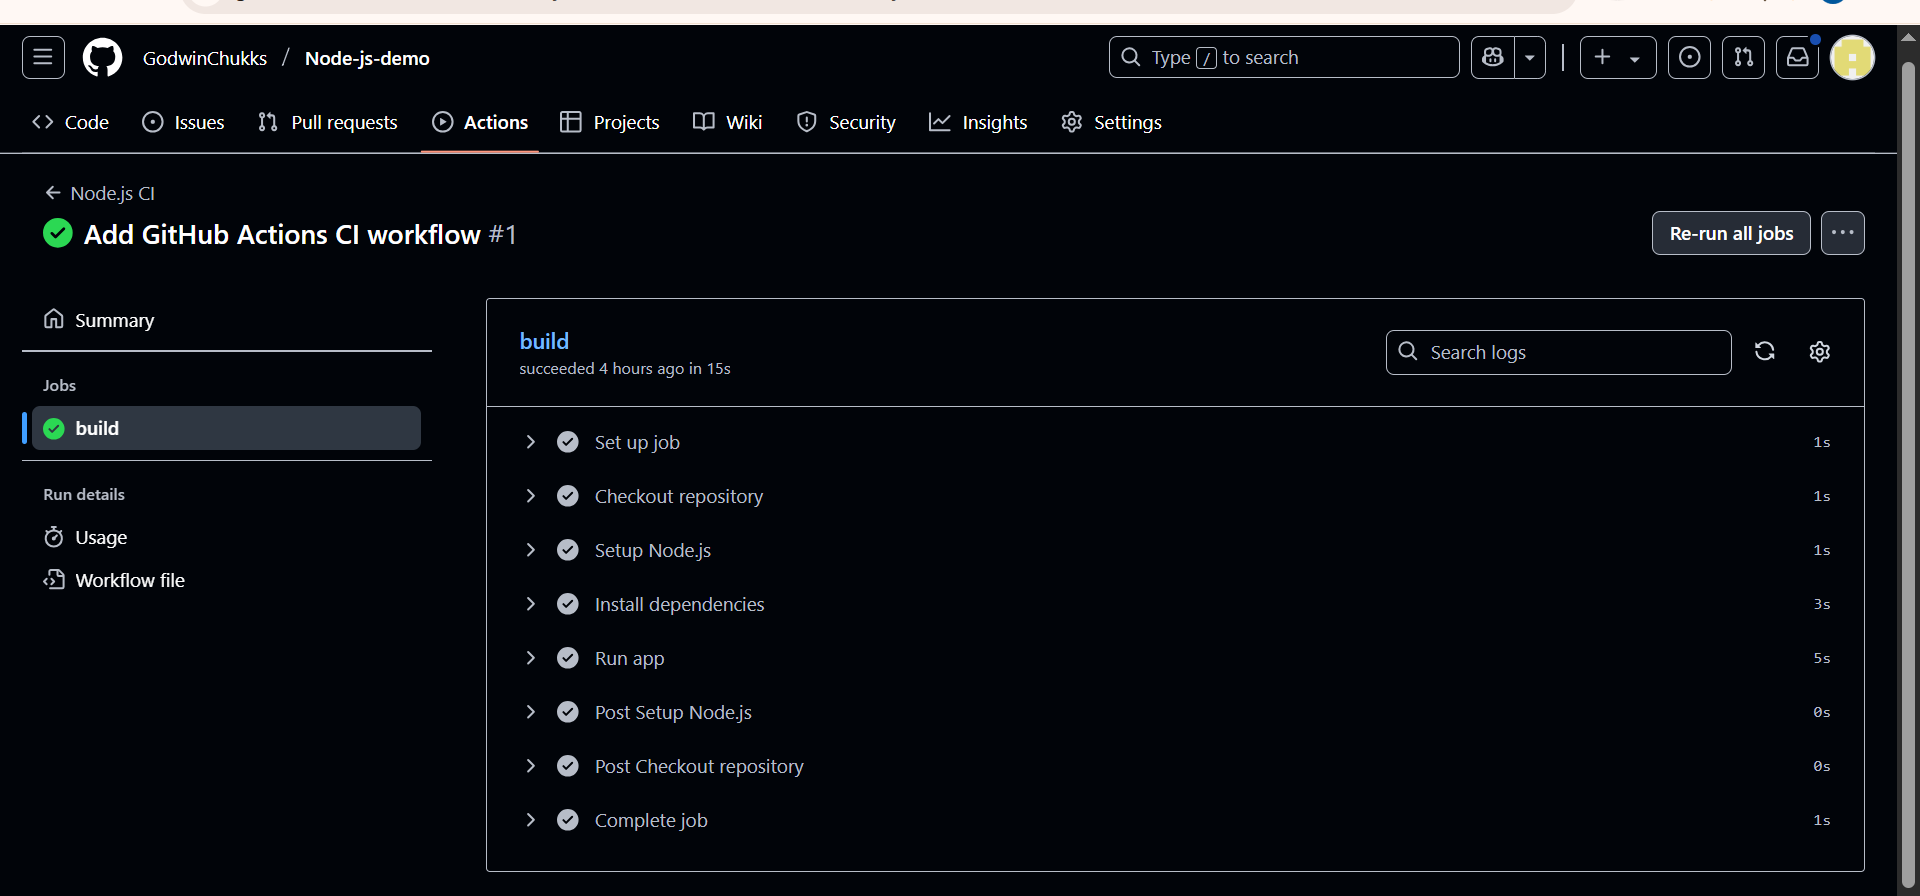 GodwinChukks / Node-js-demo
Type / to search
Code Issues Pull requests Actions Projects Wiki Security Insights Settings
Node.js CI
Add GitHub Actions CI workflow #1
Re-run all jobs
Summary
Jobs
build
Run details
Usage
Workflow file
build
succeeded 4 hours ago in 15s
Search logs
Set up job 1s
Checkout repository 1s
Setup Node.js 1s
Install dependencies 3s
Run app 5s
Post Setup Node.js 0s
Post Checkout repository 0s
Complete job 1s